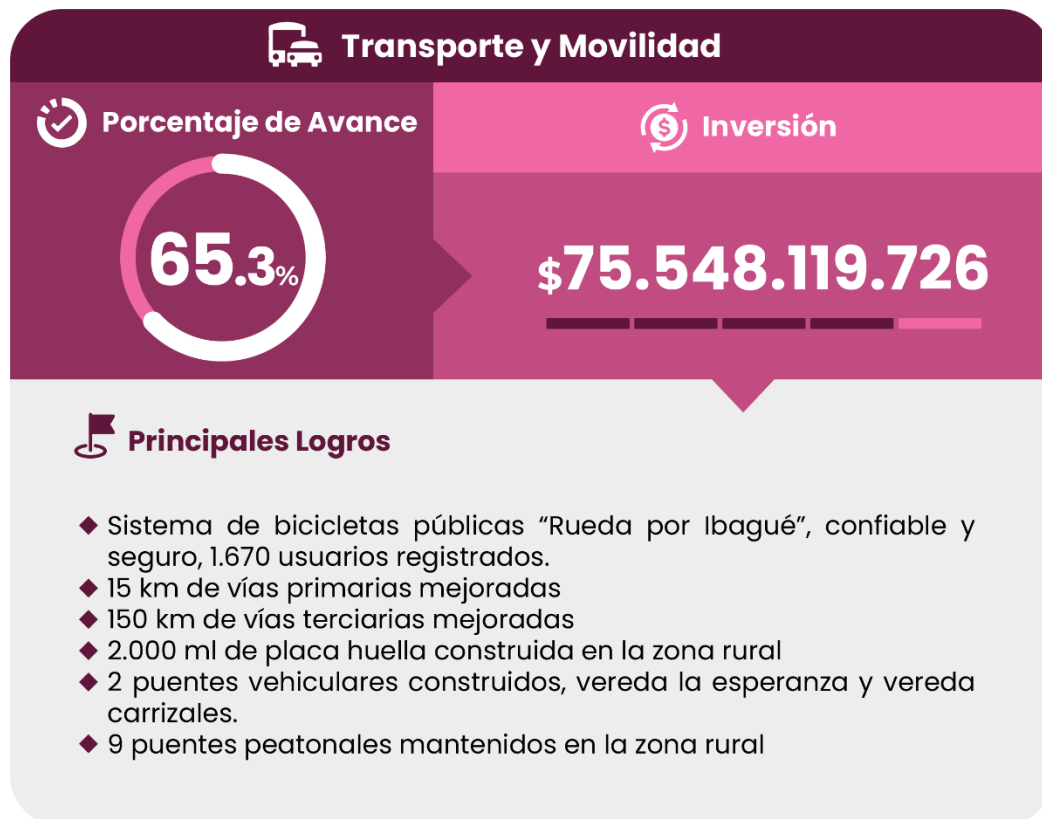 Transporte y Movilidad
Porcentaje de Avance
65.3%
Inversión
$75.548.119.726
Principales Logros
◆ Sistema de bicicletas públicas “Rueda por Ibagué”, confiable y
seguro, 1.670 usuarios registrados.
◆ 15 km de vías primarias mejoradas
◆ 150 km de vías terciarias mejoradas
◆ 2.000 ml de placa huella construida en la zona rural
◆ 2 puentes vehiculares construidos, vereda la esperanza y vereda
carrizales.
◆ 9 puentes peatonales mantenidos en la zona rural